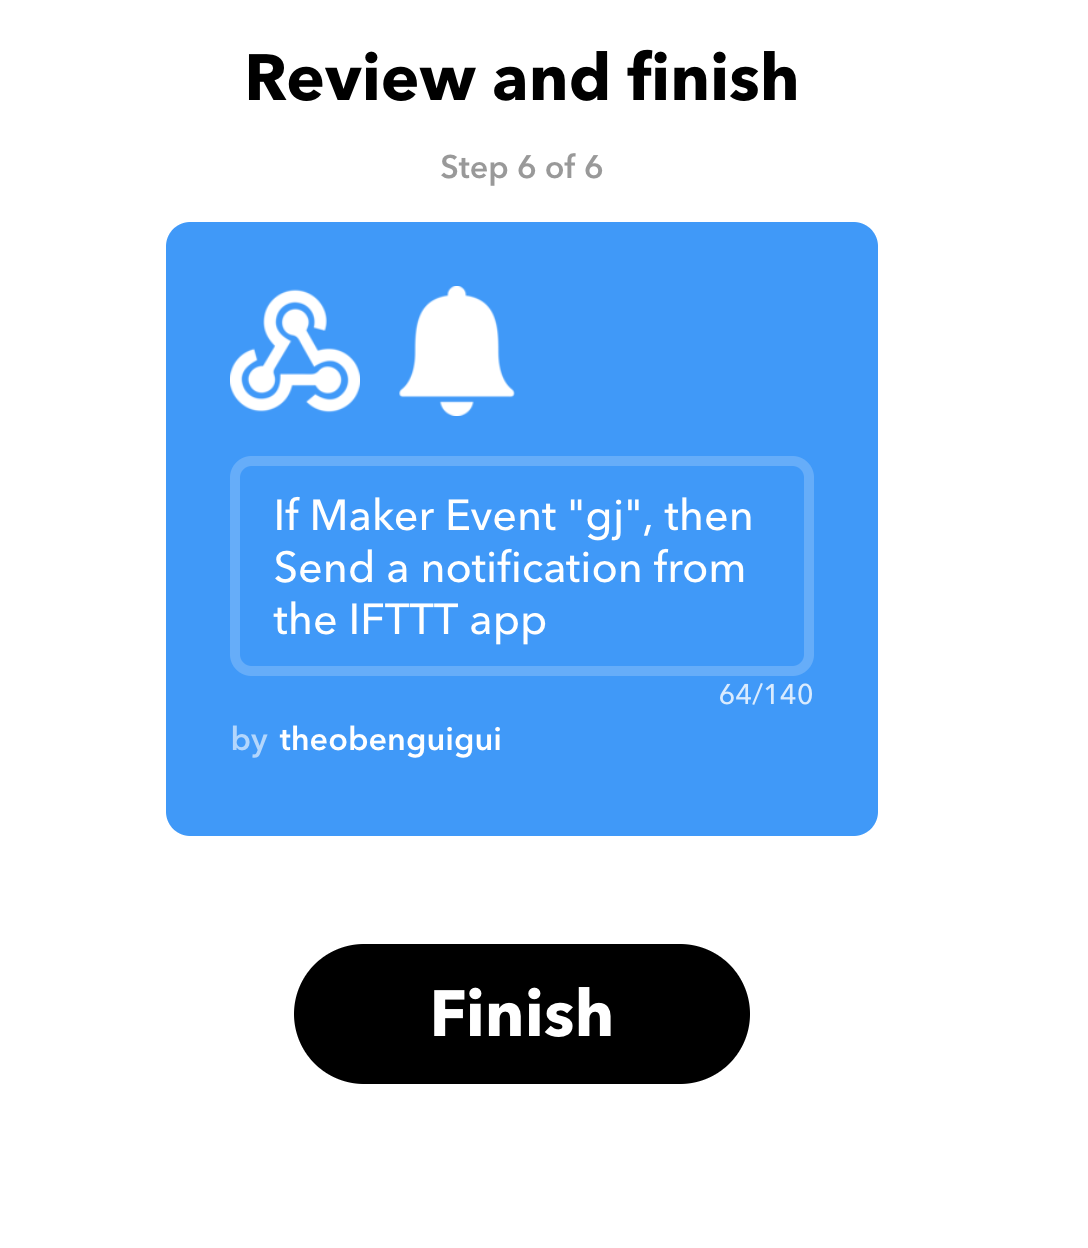 Review and finish
Step 6 of 6
If Maker Event "gj", then
Send a notification from
the IFTTT app
64/140
by theobenguigui
Finish